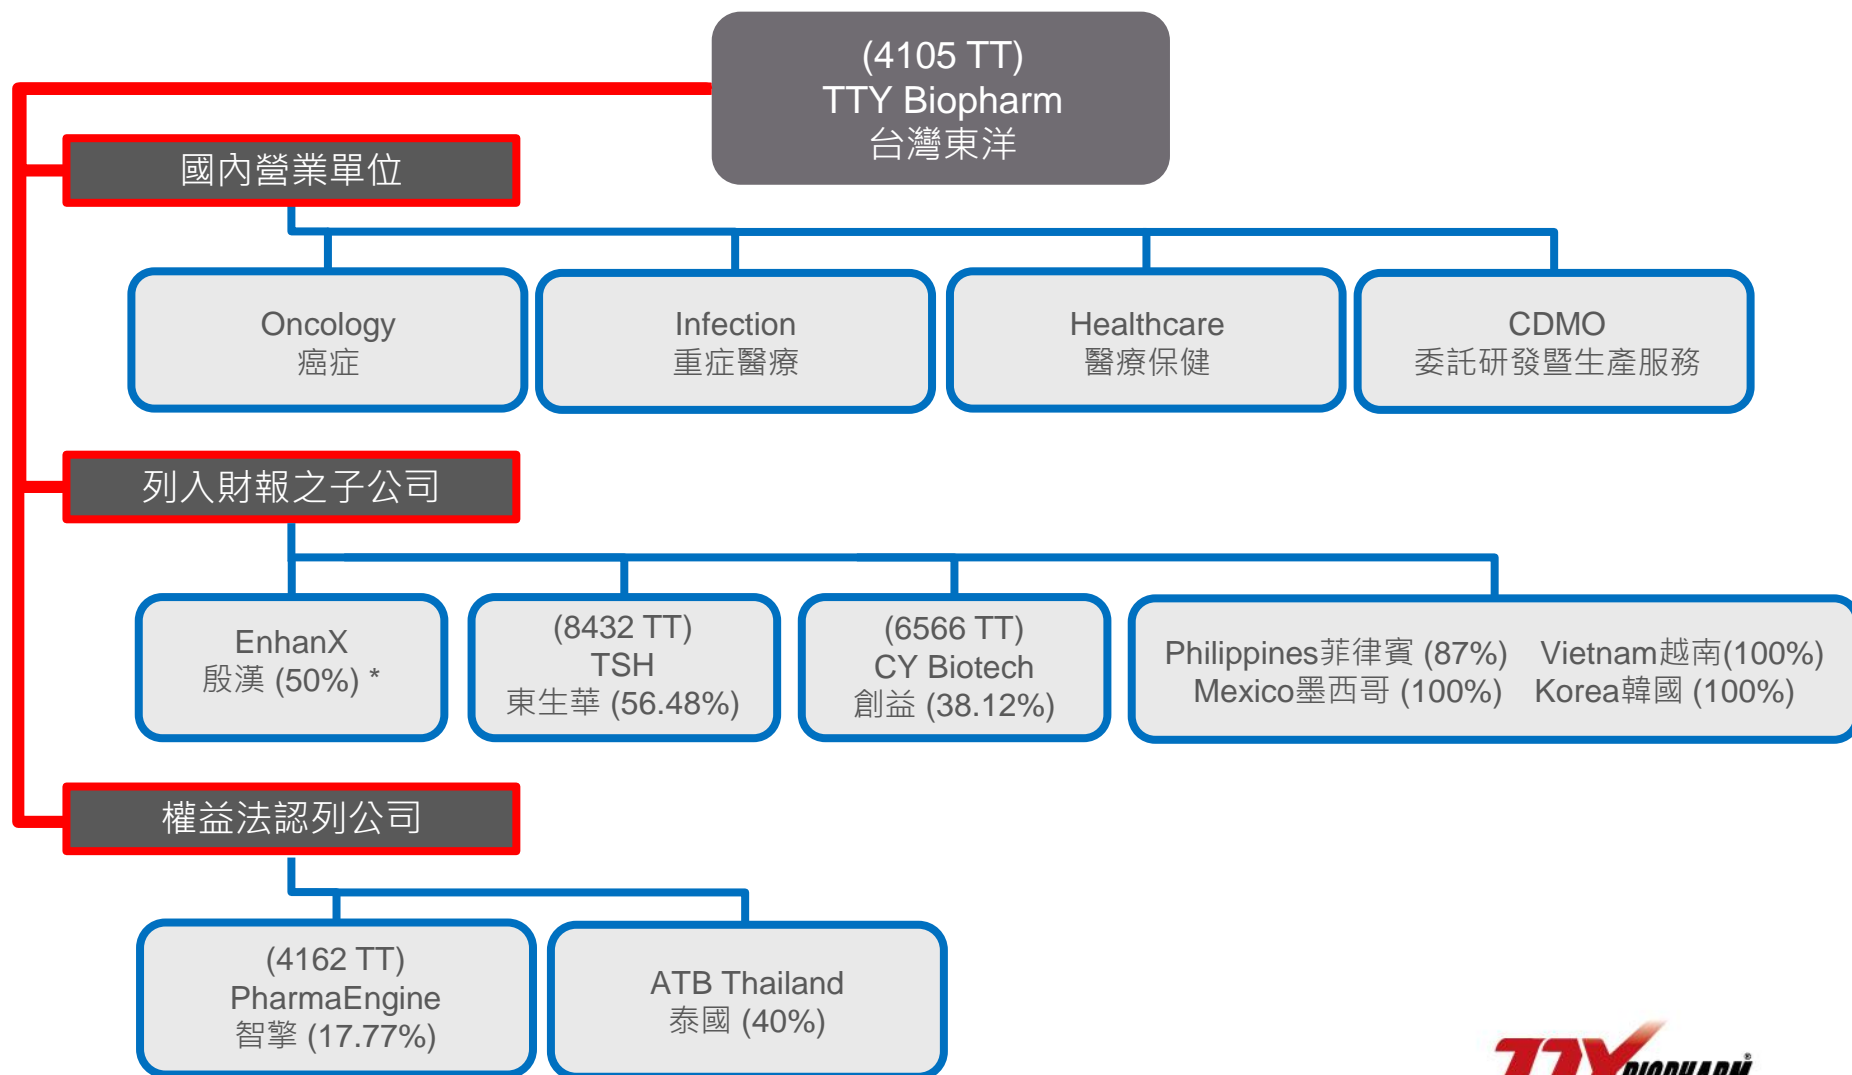 (4105 TT)
TTY Biopharm
台灣東洋
國內營業單位
Oncology
癌症
Infection
重症醫療
Healthcare
醫療保健
CDMO
委託研發暨生產服務
列入財報之子公司
EnhanX
殷漢 (50%) *
(8432 TT)
TSH
東生華 (56.48%)
(6566 TT)
CY Biotech
創益 (38.12%)
Philippines菲律賓 (87%) Vietnam越南(100%)
Mexico墨西哥 (100%) Korea韓國 (100%)
權益法認列公司
(4162 TT)
PharmaEngine
智擎 (17.77%)
ATB Thailand
泰國 (40%)
TTY BIOPHARM®